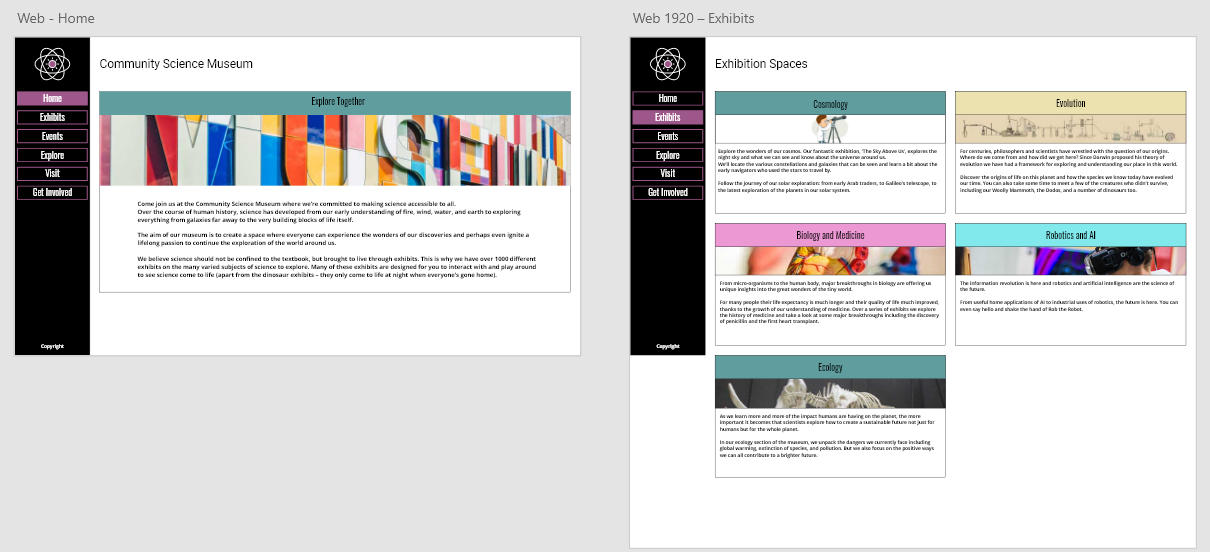 Web - Home
Community Science Museum
Home
Exhibits
Events
Explore
Visit
Get Involved
Explore Together
Come join us at the Community Science Museum where we're committed to making science accessible to all.
Over the course of human history, science has developed from our early understanding of fire, wind, water, and earth to exploring
everything from galaxies far away to the very building blocks of life itself.
The aim of our museum is to create a space where everyone can experience the wonders of our discoveries and perhaps even ignite a
lifelong passion to continue the exploration of the world around us.
We believe science should not be confined to the textbook, but brought to live through exhibits. This is why we have over 1000 different
exhibits on the many varied subjects of science to explore. Many of these exhibits are designed for you to interact with and play around
to see science come to life (apart from the dinosaur exhibits – they only come to life at night when everyone's gone home).
Copyright
Web 1920 – Exhibits
Exhibition Spaces
Home
Exhibits
Events
Explore
Visit
Get Involved
Copyright
Cosmology
Explore the wonders of our cosmos. Our fantastic exhibition, 'The Sky Above Us', explores the
night sky and what we can see and know about the universe around us.
We'll locate the various constellations and galaxies that can be seen and learn a bit about the
early navigators who used the stars to travel by.
Follow the journey of our solar exploration: from early Arab traders, to Galileo's telescope, to
the latest exploration of the planets in our solar system.
Evolution
For centuries, philosophers and scientists have wrestled with the question of our origins.
Where do we come from and how did we get here? Since Darwin proposed his theory of
evolution we have had a framework for exploring and understanding our place in this world.
Discover the origins of life on this planet and how the species we know today have evolved
our time. You can also take some time to meet a few of the creatures who didn't survive,
including our Woolly Mammoth, the Dodos, and a number of dinosaurs too.
Biology and Medicine
From micro-organisms to the human body, major breakthroughs in biology are offering us
unique insights into the great wonders of the tiny world.
For many people their life expectancy is much longer and their quality of life much improved,
thanks to the growth of our understanding of medicine. Over a series of exhibits we explore
the history of medicine and take a look at some major breakthroughs including the discovery
of penicillin and the first heart transplant.
Robotics and AI
The information revolution is here and robotics and artificial intelligence are the science of
the future.
From useful home applications of AI to industrial uses of robotics, the future is here. You can
even say hello and shake the hand of Rob the Robot.
Ecology
As we learn more and more of the impact humans are having on the planet, the more
important it becomes that scientists explore how to create a sustainable future not just for
humans but for the whole planet.
In our ecology section of the museum, we unpack the dangers we currently face including
global warming, extinction of species, and pollution. But we also focus on the positive ways
we can all contribute to a brighter future.